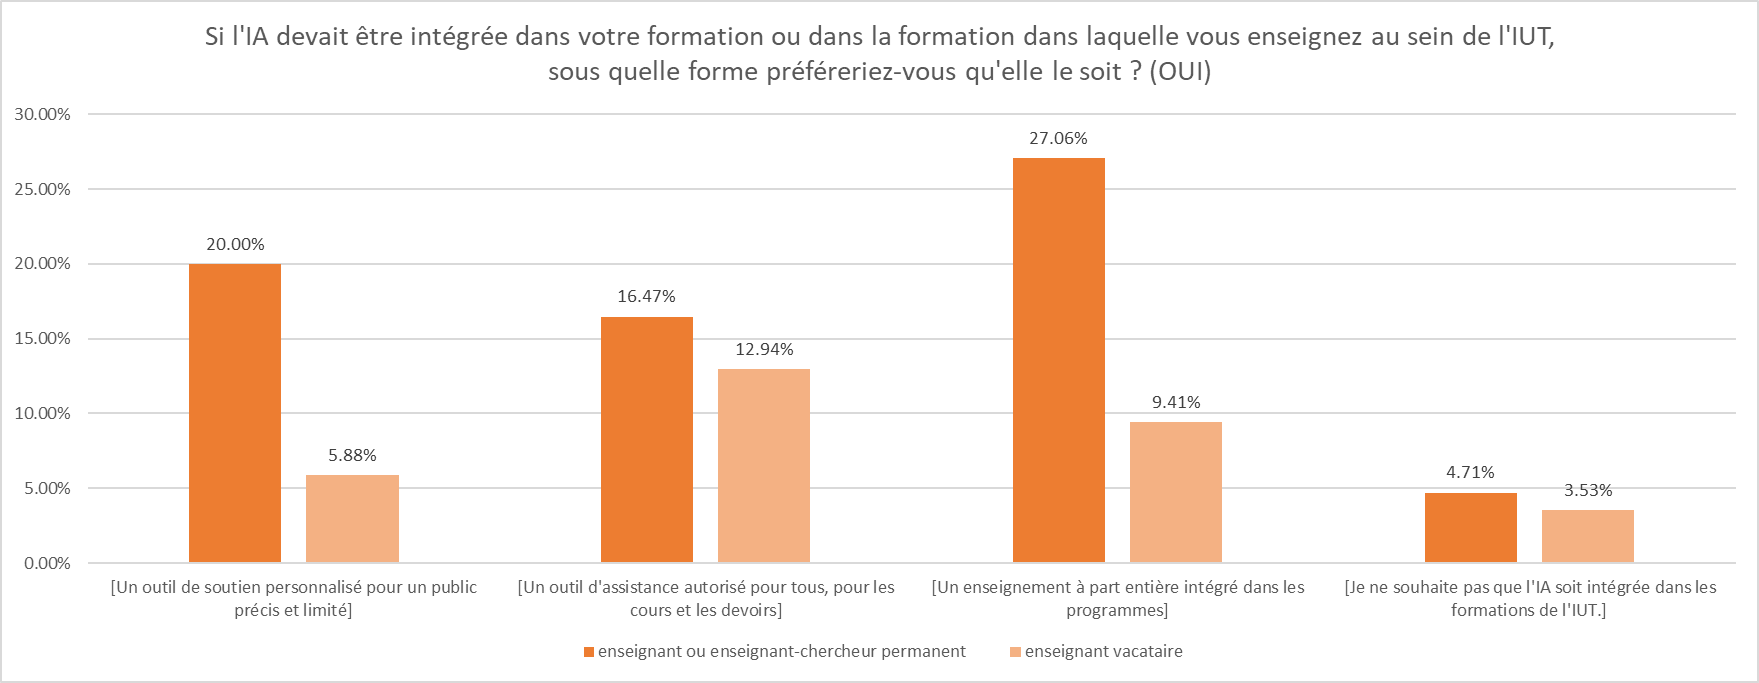 Si l'IA devait être intégrée dans votre formation ou dans la formation dans laquelle vous enseignez au sein de l'IUT,
sous quelle forme préféreriez-vous qu'elle le soit ? (OUI)
30.00%
25.00%
20.00%
15.00%
10.00%
5.00%
0.00%
20.00%
5.88%
16.47%
12.94%
27.06%
9.41%
4.71%
3.53%
[Un outil de soutien personnalisé pour un public
précis et limité]
[Un outil d'assistance autorisé pour tous, pour les
cours et les devoirs]
[Un enseignement à part entière intégré dans les
programmes]
[Je ne souhaite pas que l'IA soit intégrée dans les
formations de l'IUT.]
enseignant ou enseignant-chercheur permanent
enseignant vacataire